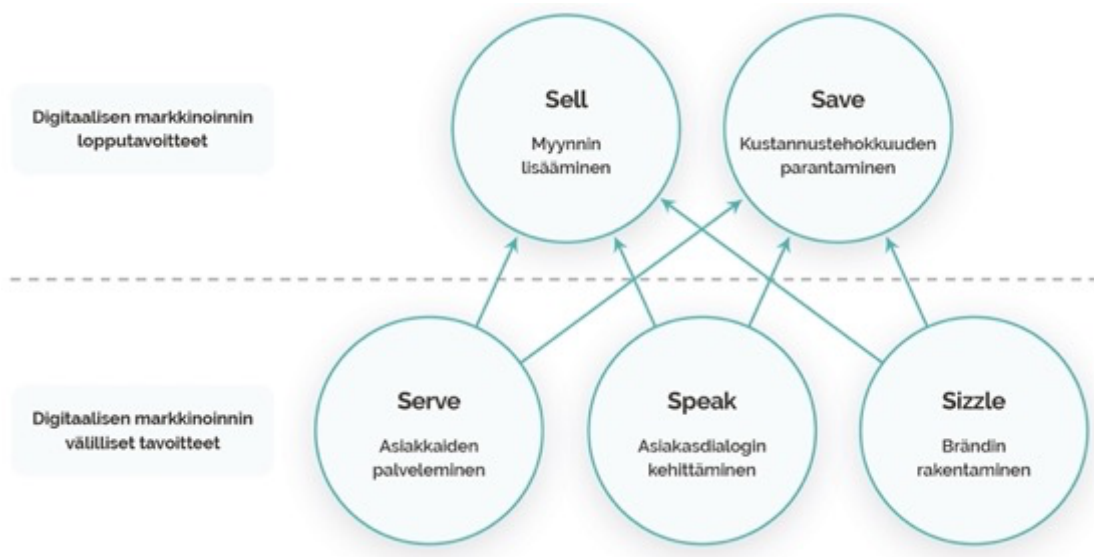 Digitaalisen markkinoinnin
lopputavoitteet
Sell
Myynnin
lisääminen
Save
Kustannustehokkuuden
parantaminen
Digitaalisen markkinoinnin
välilliset tavoitteet
Serve
Asiakkaiden
palveleminen
Speak
Asiakasdialogin
kehittäminen
Sizzle
Brändin
rakentaminen